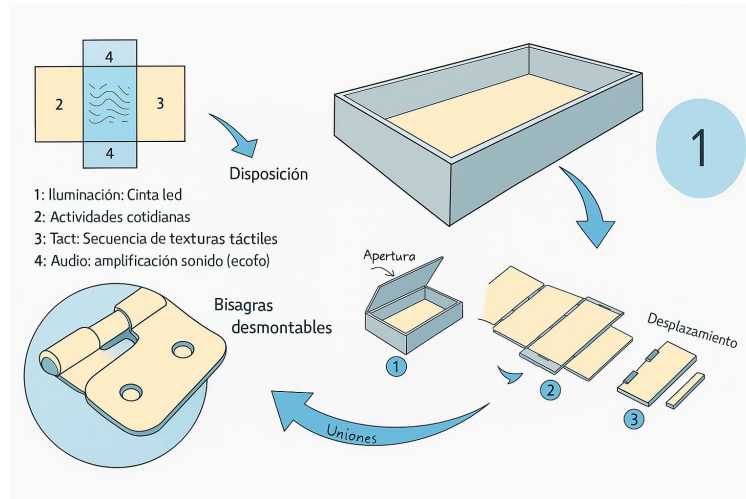 4
2
3
4
Disposición
1: Iluminación: Cinta led
2: Actividades cotidianas
3: Tact: Secuencia de texturas táctiles
4: Audio: amplificación sonido (ecofo)
1
Apertura
1
2
Desplazamiento
3
Bisagras
desmontables
Uniones